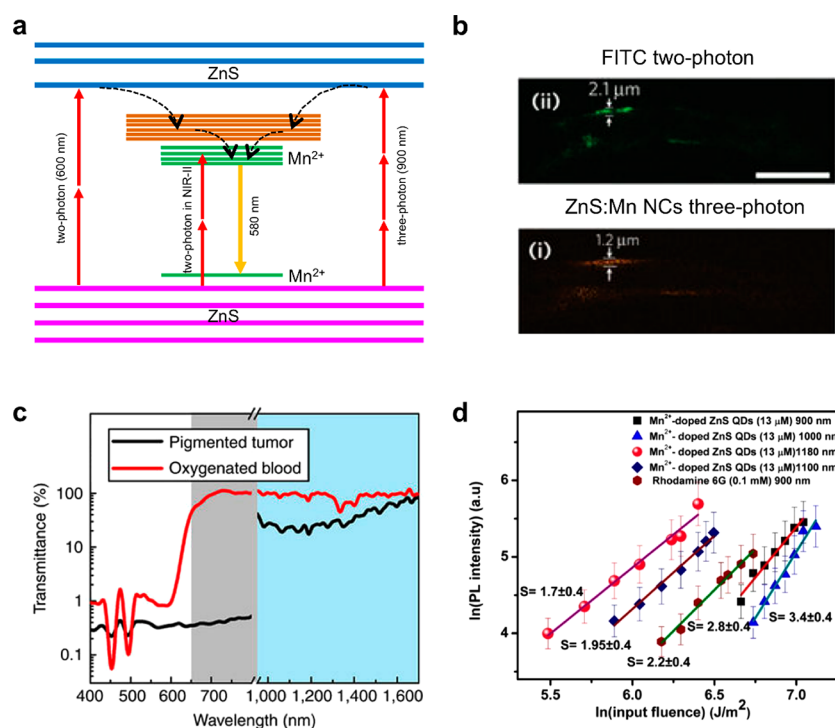 a
ZnS
two-photon (600 nm)
Mn2+
two-photon in NIR-II
580 nm
three-photon (900 nm)
Mn2+
ZnS
b
FITC two-photon
(ii)
2.1 μm
ZnS:Mn NCs three-photon
(i)
1.2 μm
c
Pigmented tumor
Oxygenated blood
Transmittance (%)
100
10
1
0.1
400 500 600 700 1,000 1,200 1,400 1,600
Wavelength (nm)
d
Mn2+-doped ZnS QDs (13 μM) 900 nm
Mn2+- doped ZnS QDs (13 μM) 1000 nm
Mn2+- doped ZnS QDs (13 μM)1180 nm
Mn2+- doped ZnS QDs (13 μM)1100 nm
Rhodamine 6G (0.1 mM) 900 nm
ln(PL intensity) (a.u)
6
5
4
S= 1.7±0.4
S= 1.95±0.4
S= 2.2±0.4
S= 2.8±0.4
S= 3.4±0.4
5.5 6.0 6.5 7.0
ln(input fluence) (J/m2)